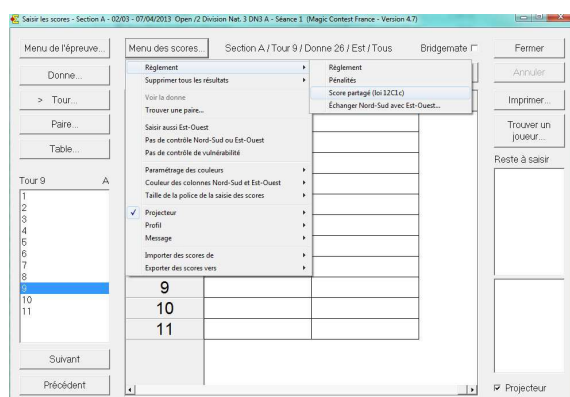 Saisir les scores - Section A - 02/03 - 07/04/2013 Open /2 Division Nat. 3 DN3 A - Séance 1 (Magic Contest France - Version 4.7)
Menu de l'épreuve...
Menu des scores...
Section A / Tour 9 / Donne 26 / Est / Tous
Bridgemate
Fermer
Donne...
> Tour...
Paire...
Table...
Règlement
Supprimer tous les résultats
Voir la donne
Trouver une paire...
Saisir aussi Est-Ouest
Pas de contrôle Nord-Sud ou Est-Ouest
Pas de contrôle de vulnérabilité
Paramétrage des couleurs
Couleur des colonnes Nord-Sud et Est-Ouest
Taille de la police de la saisie des scores
Projecteur
Profil
Message
Importer des scores de
Exporter des scores vers
Règlement
Pénalités
Score partagé (loi 12C1c)
Échanger Nord-Sud avec Est-Ouest...
Annuler
Imprimer...
Trouver un
joueur...
Reste à saisir
Tour 9 A
1
2
3
4
5
6
7
8
9
10
11
9
10
11
Suivant
Précédent
Projecteur